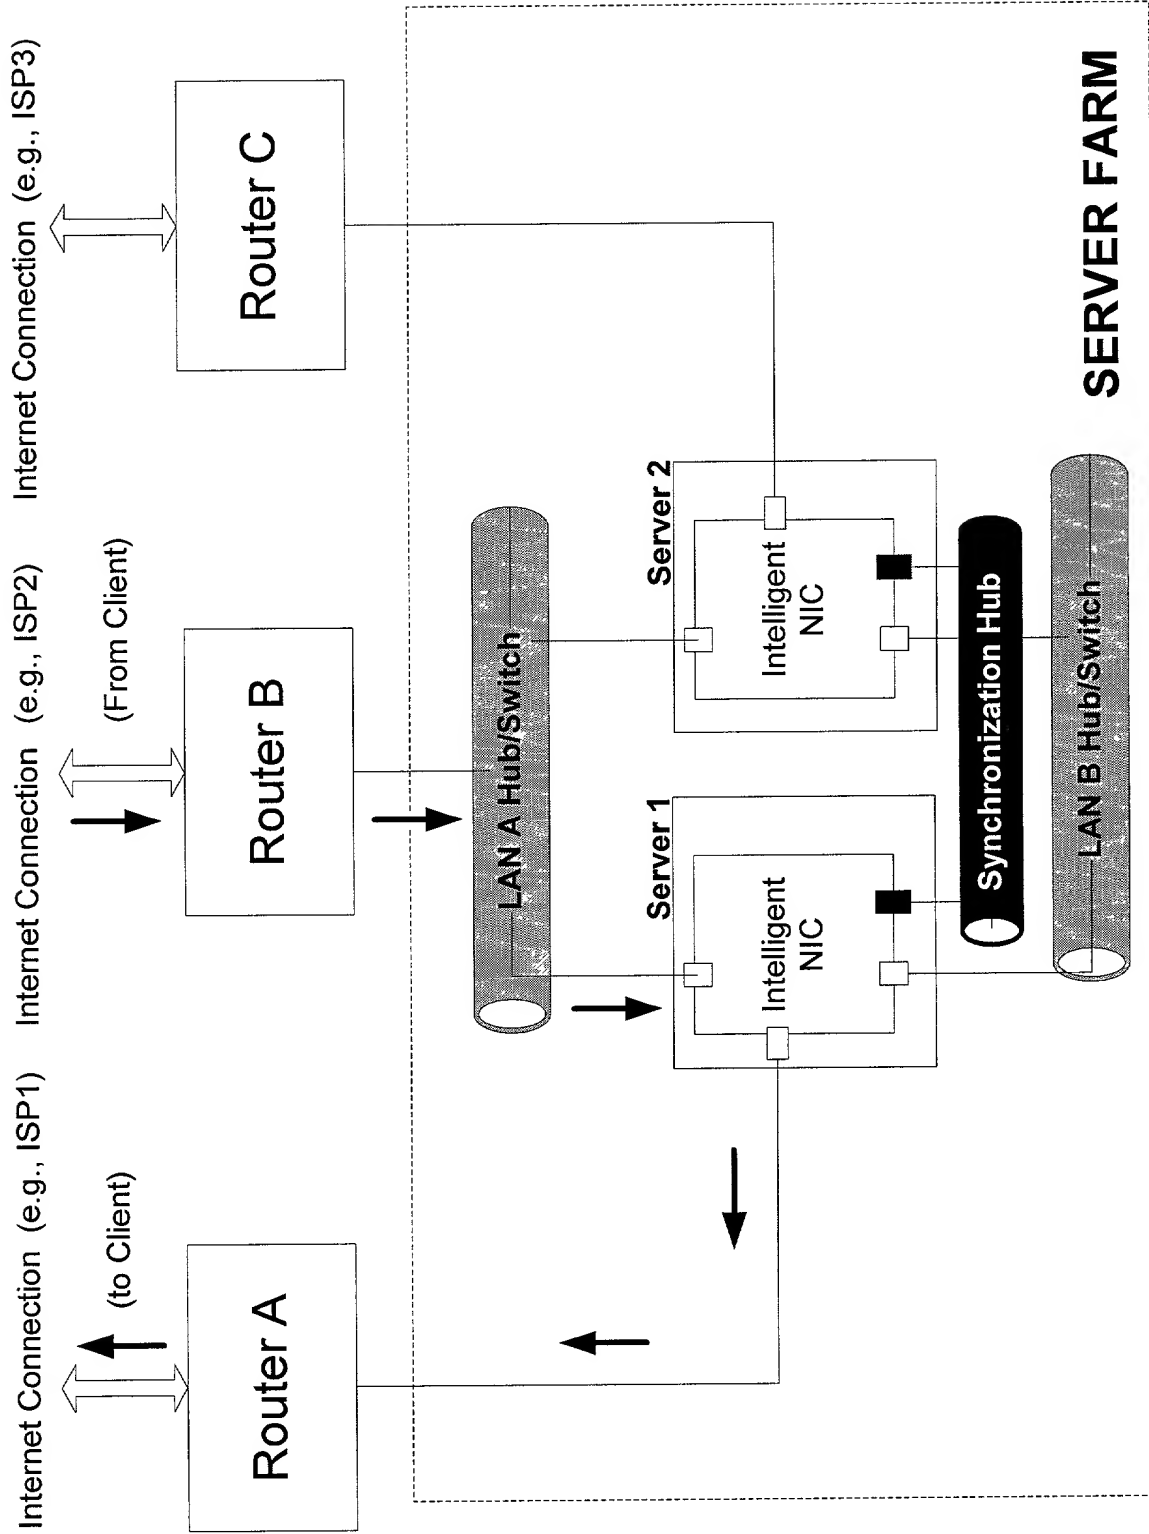 Internet Connection (e.g., ISP1)
Internet Connection (e.g., ISP2)
Internet Connection (e.g., ISP3)
(to Client)
(From Client)
Router A
Router B
Router C
LAN A Hub/Switch
Server 1
Server 2
Intelligent
NIC
Intelligent
NIC
Synchronization Hub
LAN B Hub/Switch
SERVER FARM